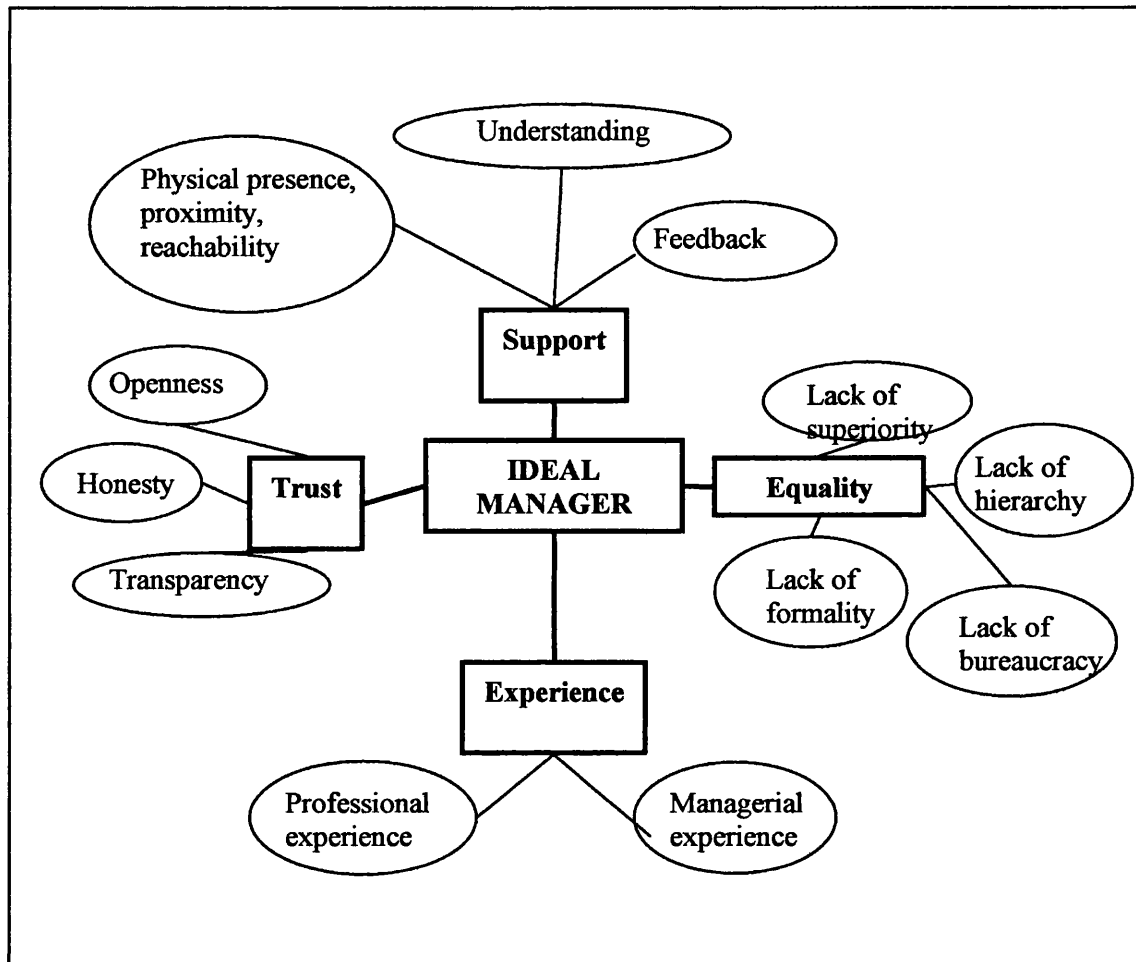 Understanding
Physical presence,
proximity,
reachability
Feedback
Support
Openness
Lack of
superiority
Honesty
Trust
IDEAL
MANAGER
Equality
Lack of
hierarchy
Transparency
Lack of
formality
Lack of
bureaucracy
Experience
Professional
experience
Managerial
experience